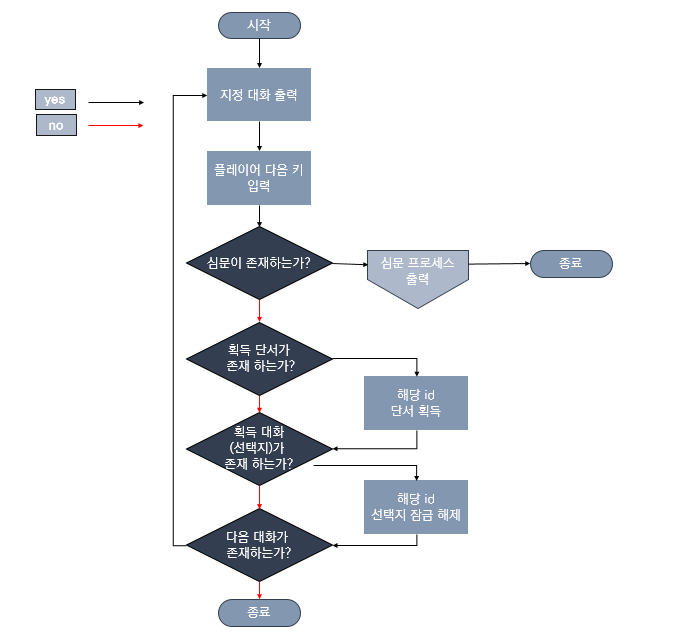 시작
지정 대화 출력
yes
no
플레이어 다음 키
입력
심문이 존재하는가?
심문 프로세스
출력
종료
획득 단서가
존재 하는가?
해당 id
단서 획득
획득 대화
(선택지)가
존재 하는가?
해당 id
선택지 잠금 해제
다음 대화가
존재하는가?
종료